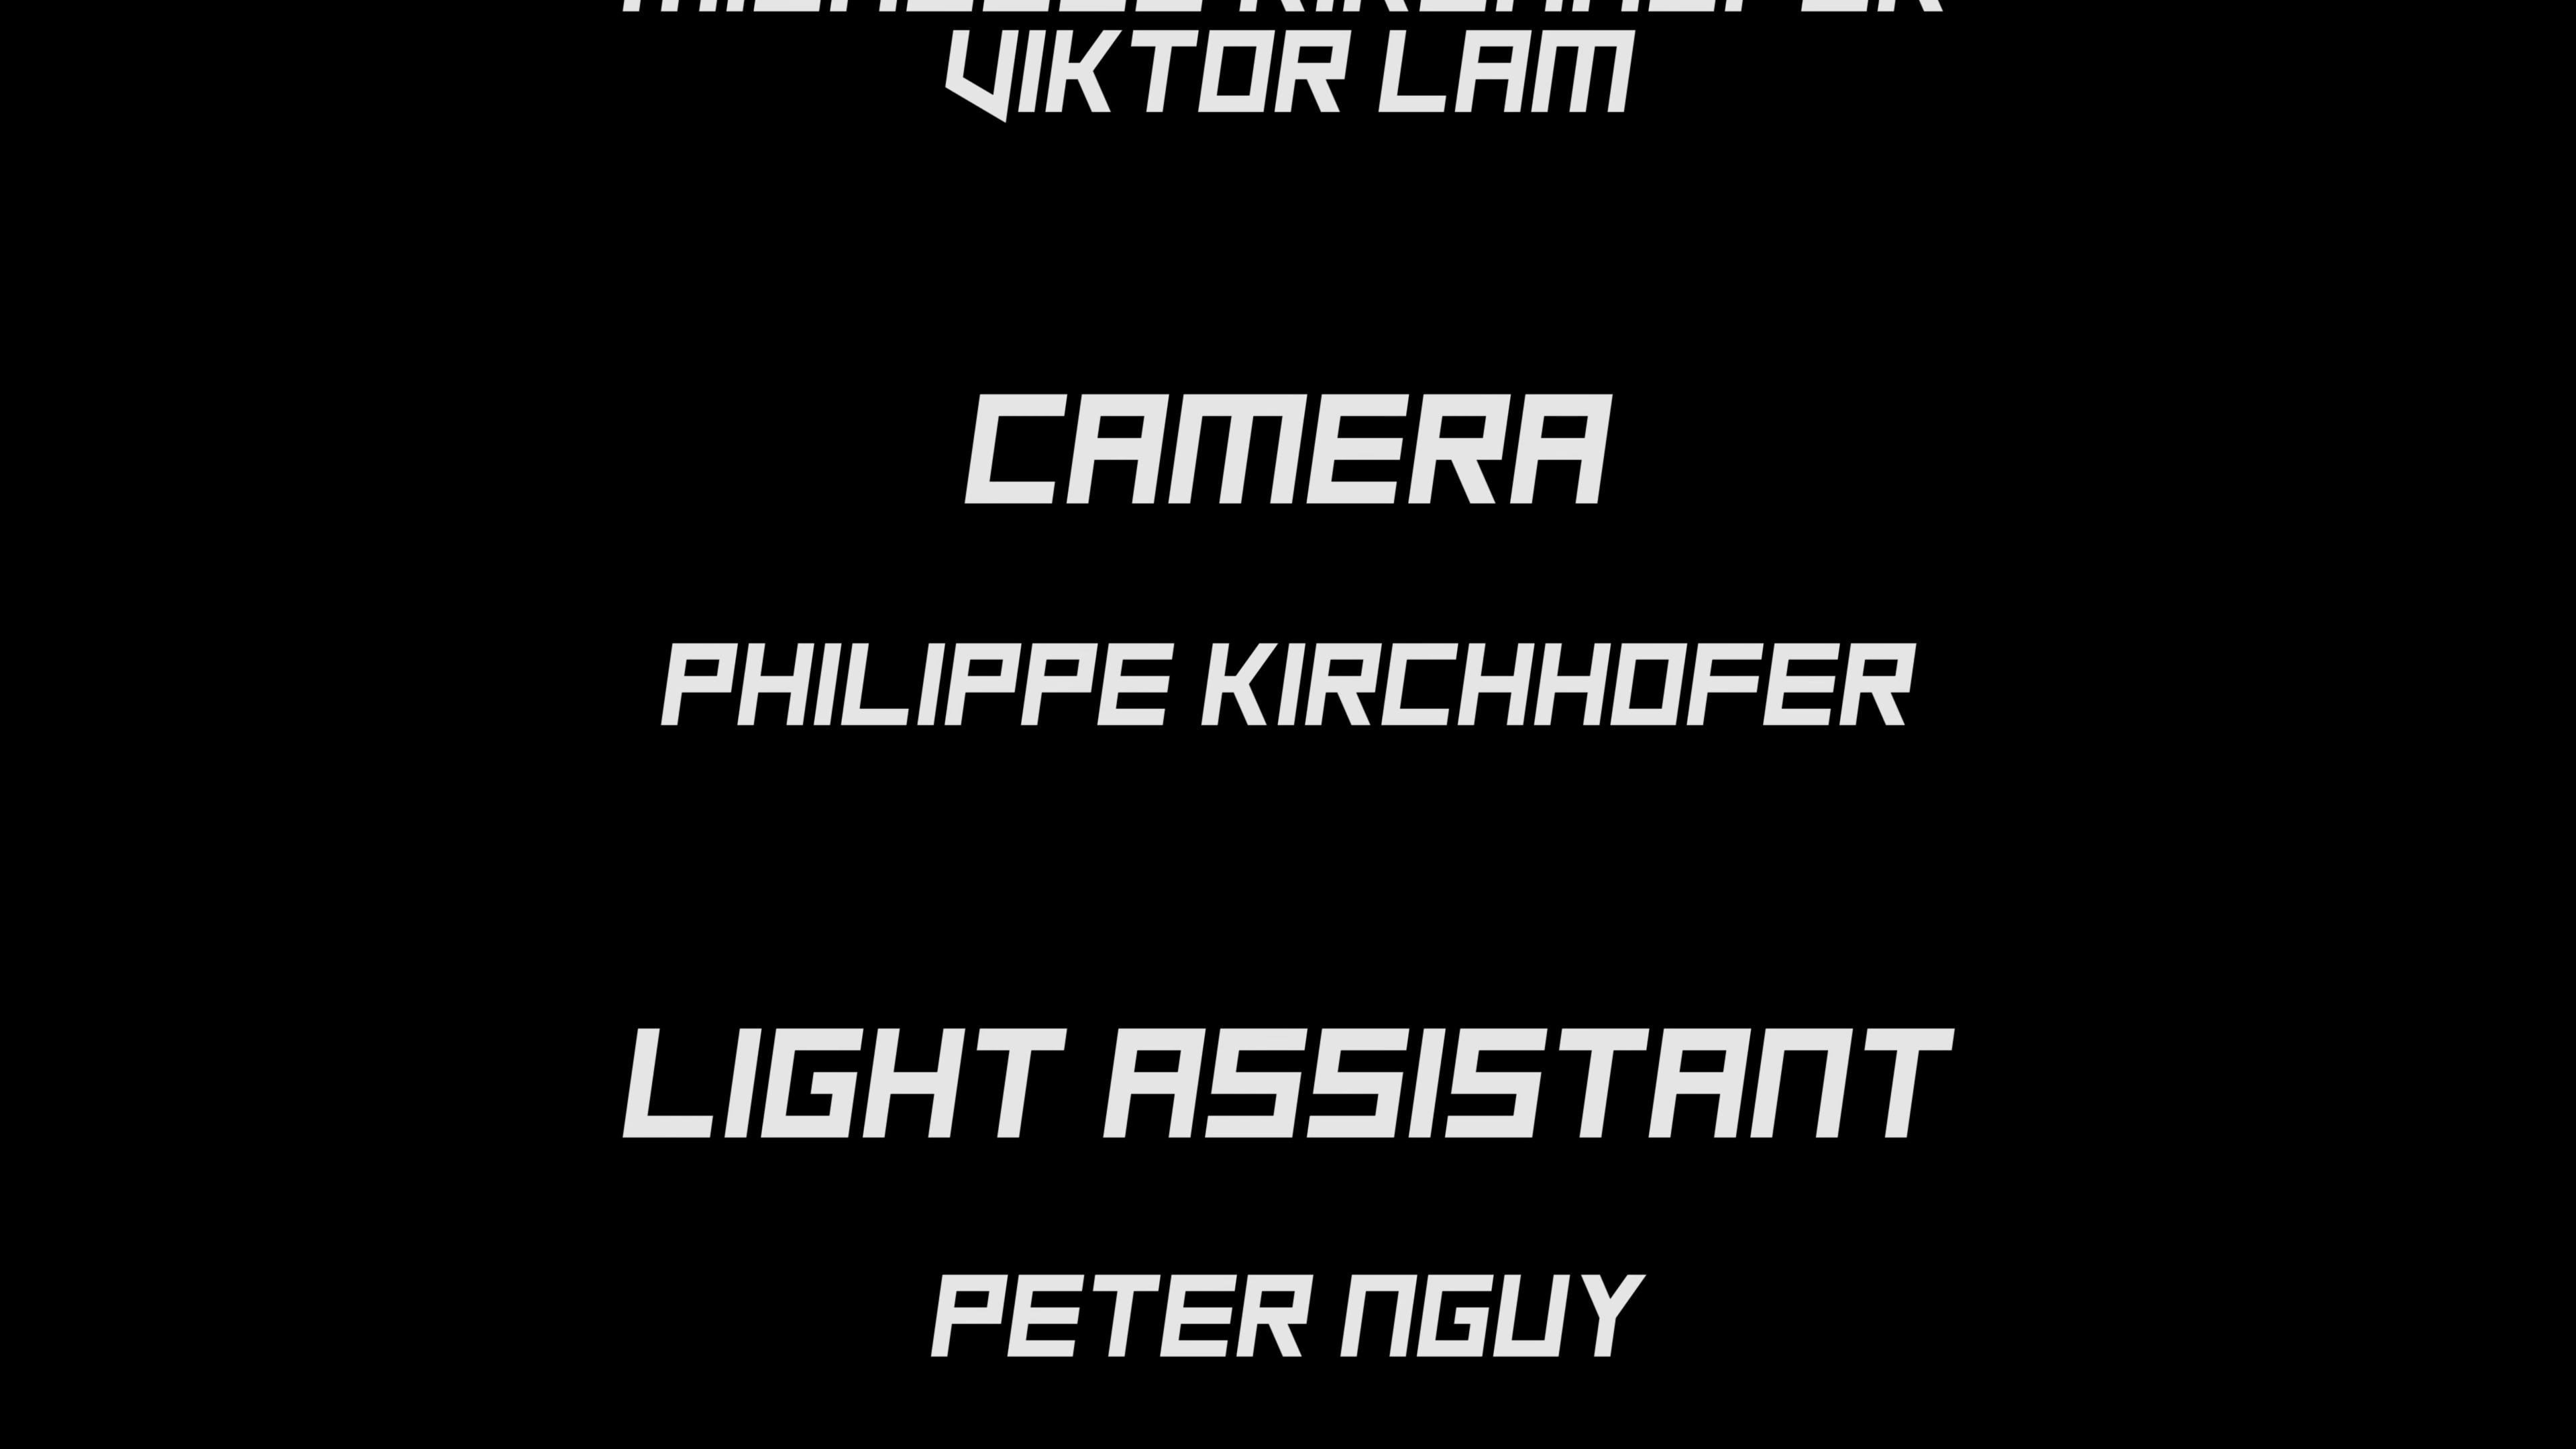 VIKTOR LAM
CAMERA
PHILIPPE KIRCHHOFER
LIGHT ASSISTANT
PETER NGUY